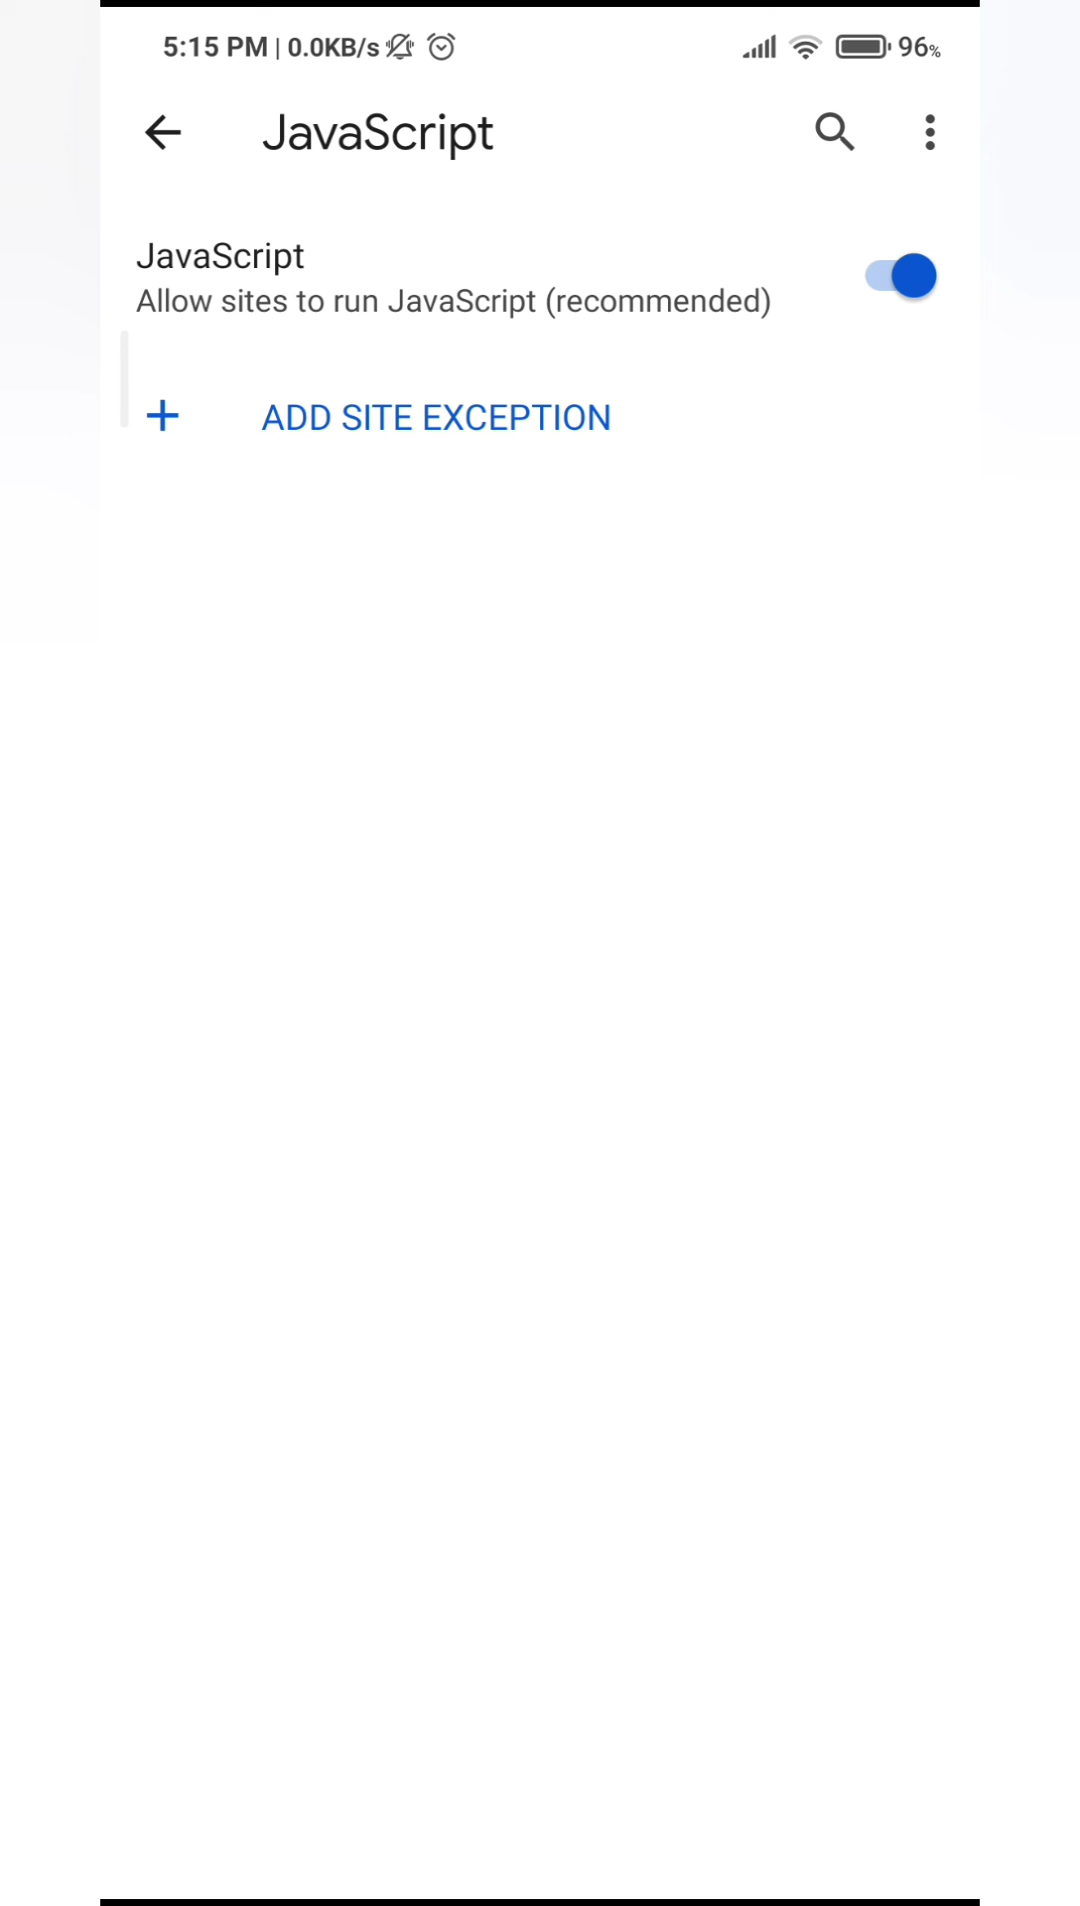 5:15 PM | 0.0KB/s 96%
JavaScript
JavaScript
Allow sites to run JavaScript (recommended)
+ ADD SITE EXCEPTION